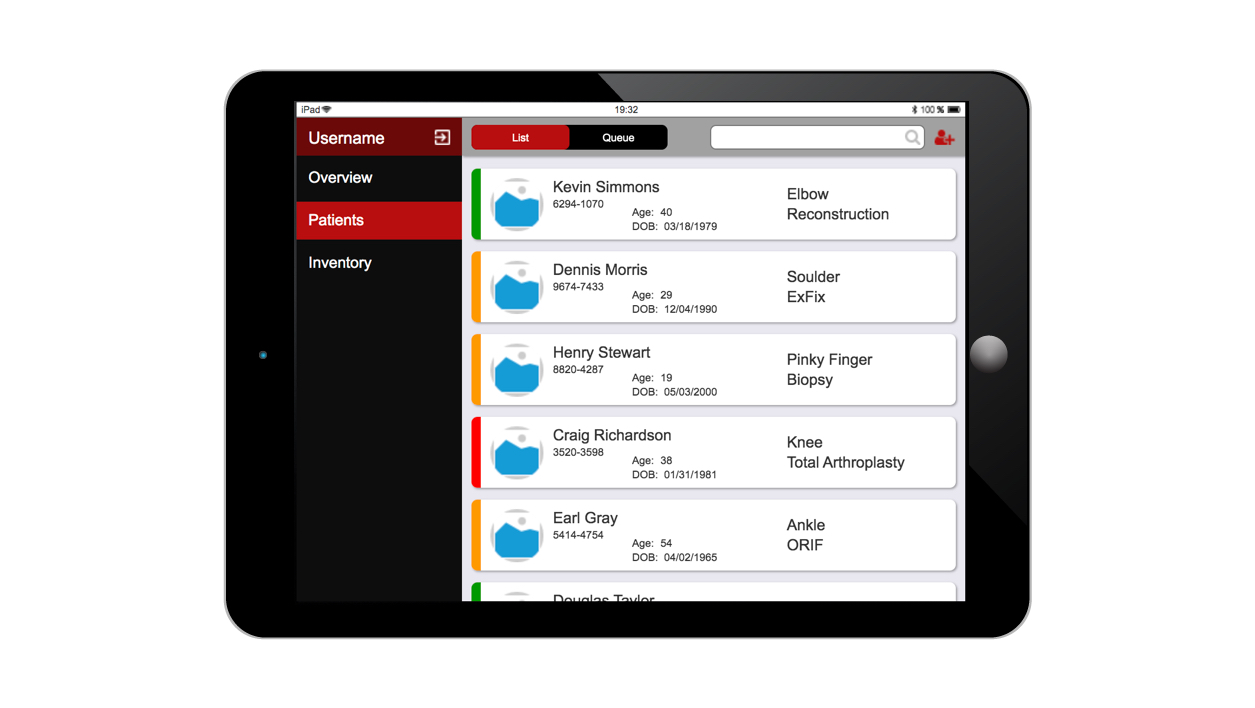 iPad
19:32
100 %
Username
List
Queue
Overview
Patients
Inventory
Kevin Simmons
6294-1070
Age: 40
DOB: 03/18/1979
Elbow
Reconstruction
Dennis Morris
9674-7433
Age: 29
DOB: 12/04/1990
Soulder
ExFix
Henry Stewart
8820-4287
Age: 19
DOB: 05/03/2000
Pinky Finger
Biopsy
Craig Richardson
3520-3598
Age: 38
DOB: 01/31/1981
Knee
Total Arthroplasty
Earl Gray
5414-4754
Age: 54
DOB: 04/02/1965
Ankle
ORIF
Douglas Taylor